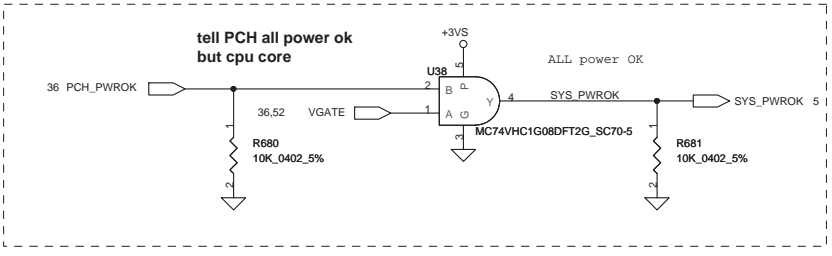 tell PCH all power ok
but cpu core
+3VS
ALL power OK
U38
5
36 PCH_PWROK
2
B
P
Y
4
SYS_PWROK
SYS_PWROK 5
36,52
VGATE
1
A
G
3
MC74VHC1G08DFT2G_SC70-5
1
R680
10K_0402_5%
2
1
R681
10K_0402_5%
2